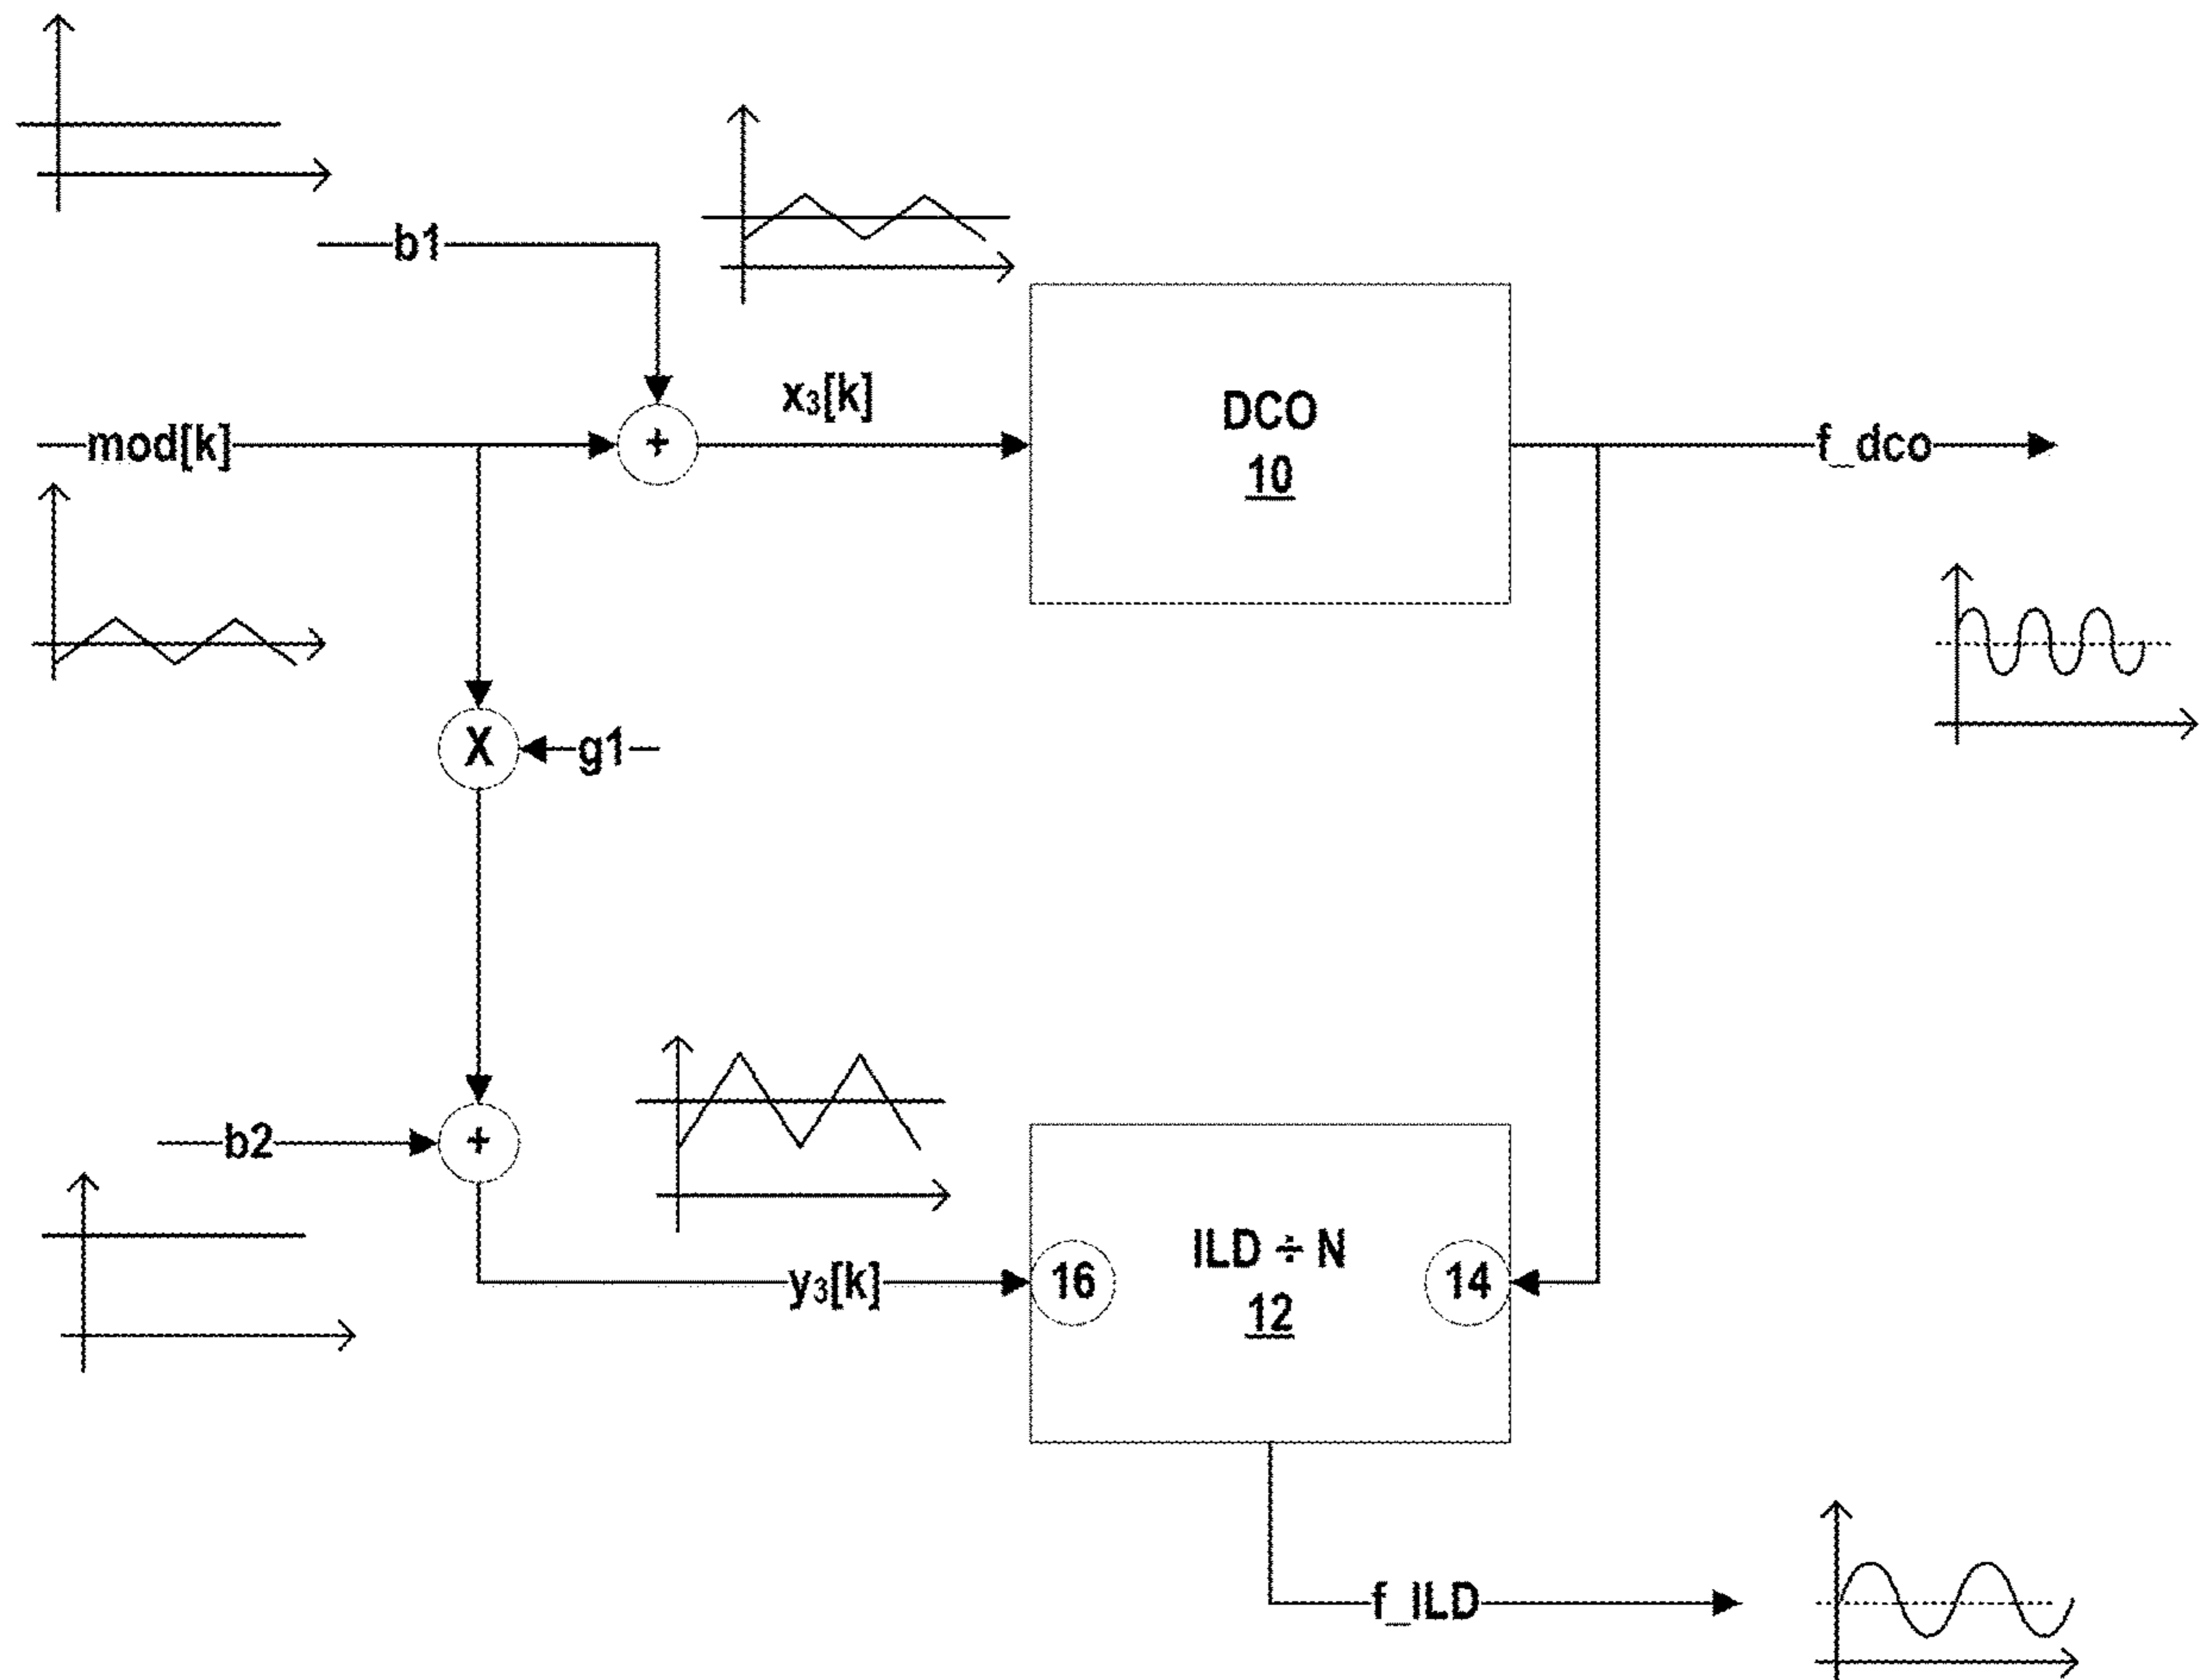 b1
x₃[k]
mod[k]
+
DCO
10
f_dco
X
g1
b2
+
y₃[k]
16
ILD ÷ N
12
14
f_ILD